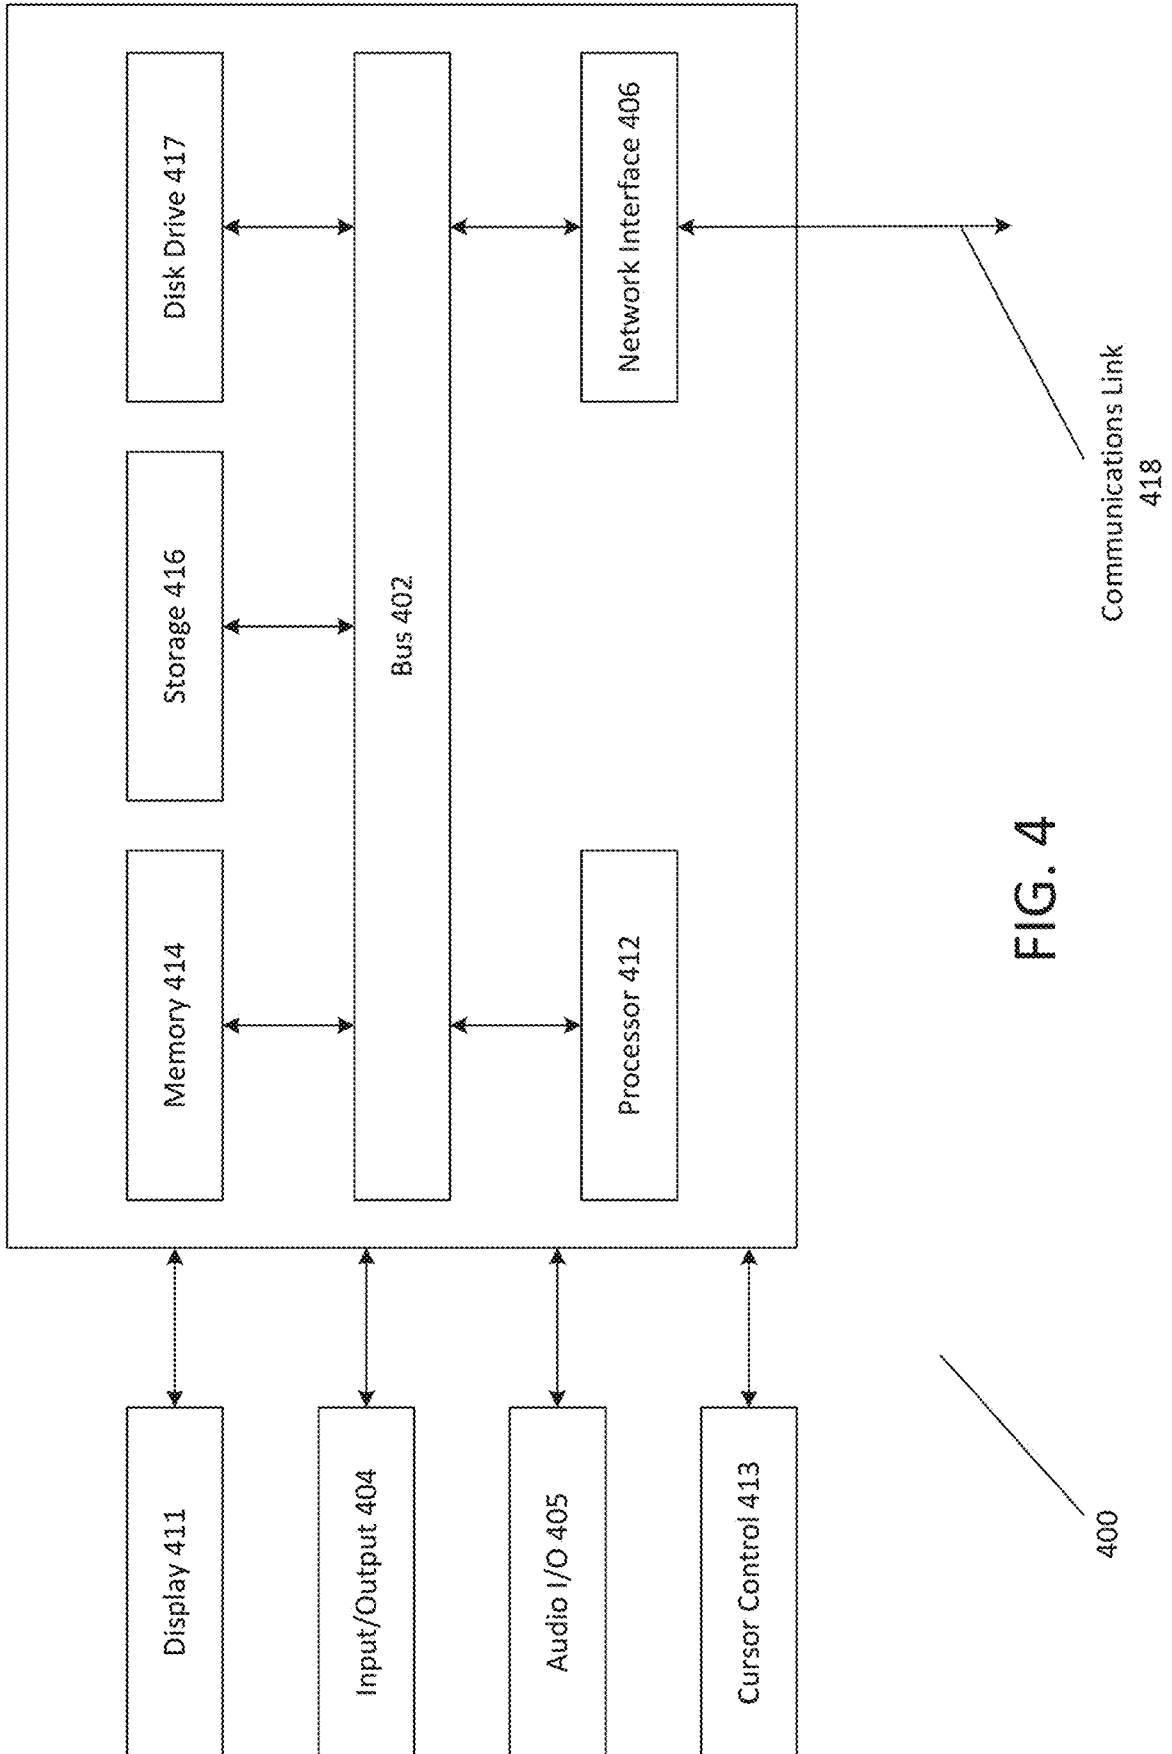 Display 411
Input/Output 404
Audio I/O 405
Cursor Control 413
Memory 414
Storage 416
Disk Drive 417
Bus 402
Processor 412
Network Interface 406
Communications Link
418
400
FIG. 4